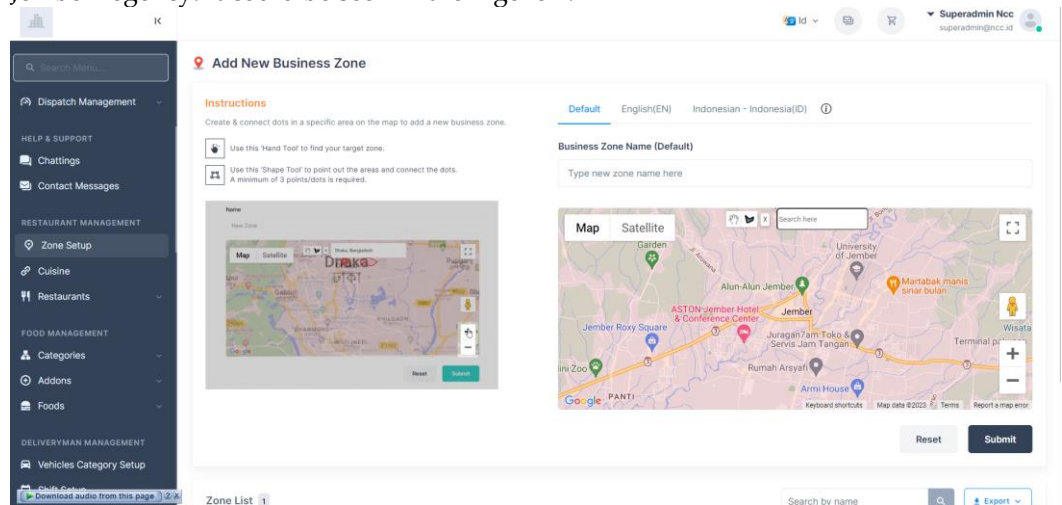 Id
Superadmin Ncc
superadmin@ncc.id
Search Menu...
Dispatch Management
HELP & SUPPORT
Chattings
Contact Messages
RESTAURANT MANAGEMENT
Zone Setup
Cuisine
Restaurants
FOOD MANAGEMENT
Categories
Addons
Foods
DELIVERYMAN MANAGEMENT
Vehicles Category Setup
Download audio from this page
Add New Business Zone
Instructions
Create & connect dots in a specific area on the map to add a new business zone.
Use this 'Hand Tool' to find your target zone.
Use this 'Shape Tool' to point out the areas and connect the dots.
A minimum of 3 points/dots is required.
Name
New Zone
Map Satellite Dhaka, Bangladesh
Dhaka
ঢাকা
Google
Reset Submit
Default English(EN) Indonesian - Indonesia(ID)
Business Zone Name (Default)
Type new zone name here
Map Satellite X Search here
Garden
University
of Jember
Alun-Alun Jember
Martabak manis
sinar bulan
ASTON Jember Hotel
& Conference Center
Jember
Jember Roxy Square
Juragan7am Toko &
Servis Jam Tangan
Wisata
Terminal
Zoo
Rumah Arsyafi
Armi House
PANTI
Google
Keyboard shortcuts Map data ©2023 Terms Report a map error
Reset Submit
Zone List 1
Search by name
Export